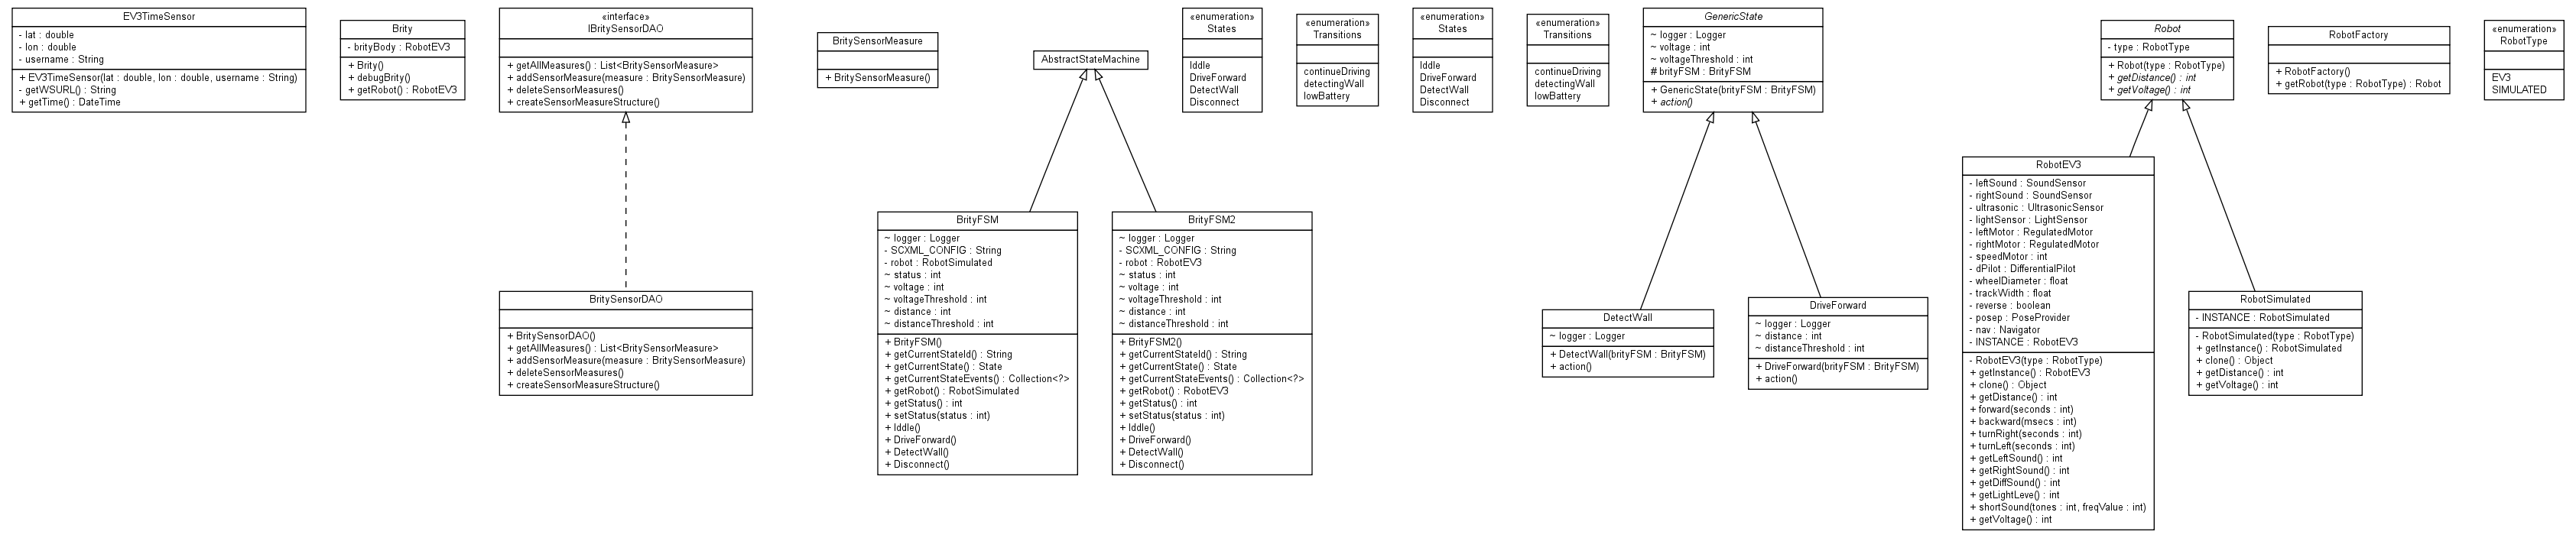 EV3TimeSensor
- lat : double
- lon : double
- username : String
+ EV3TimeSensor(lat : double, lon : double, username : String)
- getWSURL() : String
+ getTime() : DateTime
Brity
- brityBody : RobotEV3
+ Brity()
+ debugBrity()
+ getRobot() : RobotEV3
«interface»
IBritySensorDAO
+ getAllMeasures() : List<BritySensorMeasure>
+ addSensorMeasure(measure : BritySensorMeasure)
+ deleteSensorMeasures()
+ createSensorMeasureStructure()
BritySensorDAO
+ BritySensorDAO()
+ getAllMeasures() : List<BritySensorMeasure>
+ addSensorMeasure(measure : BritySensorMeasure)
+ deleteSensorMeasures()
+ createSensorMeasureStructure()
BritySensorMeasure
+ BritySensorMeasure()
AbstractStateMachine
BrityFSM
~ logger : Logger
- SCXML_CONFIG : String
- robot : RobotSimulated
~ status : int
~ voltage : int
~ voltageThreshold : int
~ distance : int
~ distanceThreshold : int
+ BrityFSM()
+ getCurrentStateId() : String
+ getCurrentState() : State
+ getCurrentStateEvents() : Collection<?>
+ getRobot() : RobotSimulated
+ getStatus() : int
+ setStatus(status : int)
+ Iddle()
+ DriveForward()
+ DetectWall()
+ Disconnect()
BrityFSM2
~ logger : Logger
- SCXML_CONFIG : String
- robot : RobotEV3
~ status : int
~ voltage : int
~ voltageThreshold : int
~ distance : int
~ distanceThreshold : int
+ BrityFSM2()
+ getCurrentStateId() : String
+ getCurrentState() : State
+ getCurrentStateEvents() : Collection<?>
+ getRobot() : RobotEV3
+ getStatus() : int
+ setStatus(status : int)
+ Iddle()
+ DriveForward()
+ DetectWall()
+ Disconnect()
«enumeration»
States
Iddle
DriveForward
DetectWall
Disconnect
«enumeration»
Transitions
continueDriving
detectingWall
lowBattery
«enumeration»
States
Iddle
DriveForward
DetectWall
Disconnect
«enumeration»
Transitions
continueDriving
detectingWall
lowBattery
GenericState
~ logger : Logger
~ voltage : int
~ voltageThreshold : int
# brityFSM : BrityFSM
+ GenericState(brityFSM : BrityFSM)
+ action()
DetectWall
~ logger : Logger
+ DetectWall(brityFSM : BrityFSM)
+ action()
DriveForward
~ logger : Logger
~ distance : int
~ distanceThreshold : int
+ DriveForward(brityFSM : BrityFSM)
+ action()
Robot
- type : RobotType
+ Robot(type : RobotType)
+ getDistance() : int
+ getVoltage() : int
RobotEV3
- leftSound : SoundSensor
- rightSound : SoundSensor
- ultrasonic : UltrasonicSensor
- lightSensor : LightSensor
- leftMotor : RegulatedMotor
- rightMotor : RegulatedMotor
- speedMotor : int
- dPilot : DifferentialPilot
- wheelDiameter : float
- trackWidth : float
- reverse : boolean
- posep : PoseProvider
- nav : Navigator
- INSTANCE : RobotEV3
- RobotEV3(type : RobotType)
+ getInstance() : RobotEV3
+ clone() : Object
+ getDistance() : int
+ forward(seconds : int)
+ backward(msecs : int)
+ turnRight(seconds : int)
+ turnLeft(seconds : int)
+ getLeftSound() : int
+ getRightSound() : int
+ getDiffSound() : int
+ getLightLeve() : int
+ shortSound(tones : int, freqValue : int)
+ getVoltage() : int
RobotSimulated
- INSTANCE : RobotSimulated
- RobotSimulated(type : RobotType)
+ getInstance() : RobotSimulated
+ clone() : Object
+ getDistance() : int
+ getVoltage() : int
RobotFactory
+ RobotFactory()
+ getRobot(type : RobotType) : Robot
«enumeration»
RobotType
EV3
SIMULATED